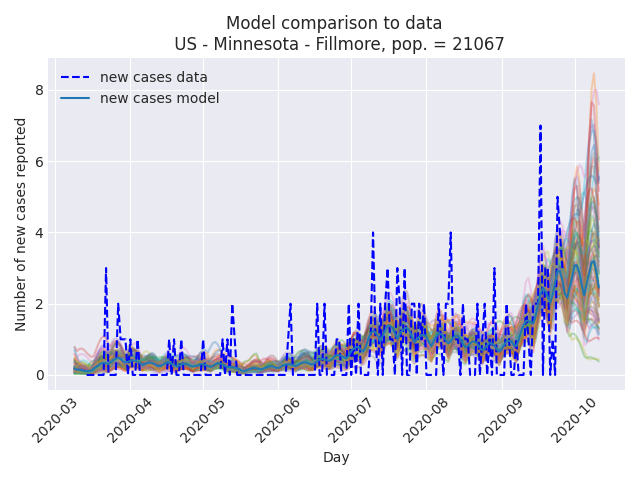 Model comparison to data
US - Minnesota - Fillmore, pop. = 21067
new cases data
new cases model
Number of new cases reported
8
6
4
2
0
2020-03
2020-04
2020-05
2020-06
2020-07
2020-08
2020-09
2020-10
Day